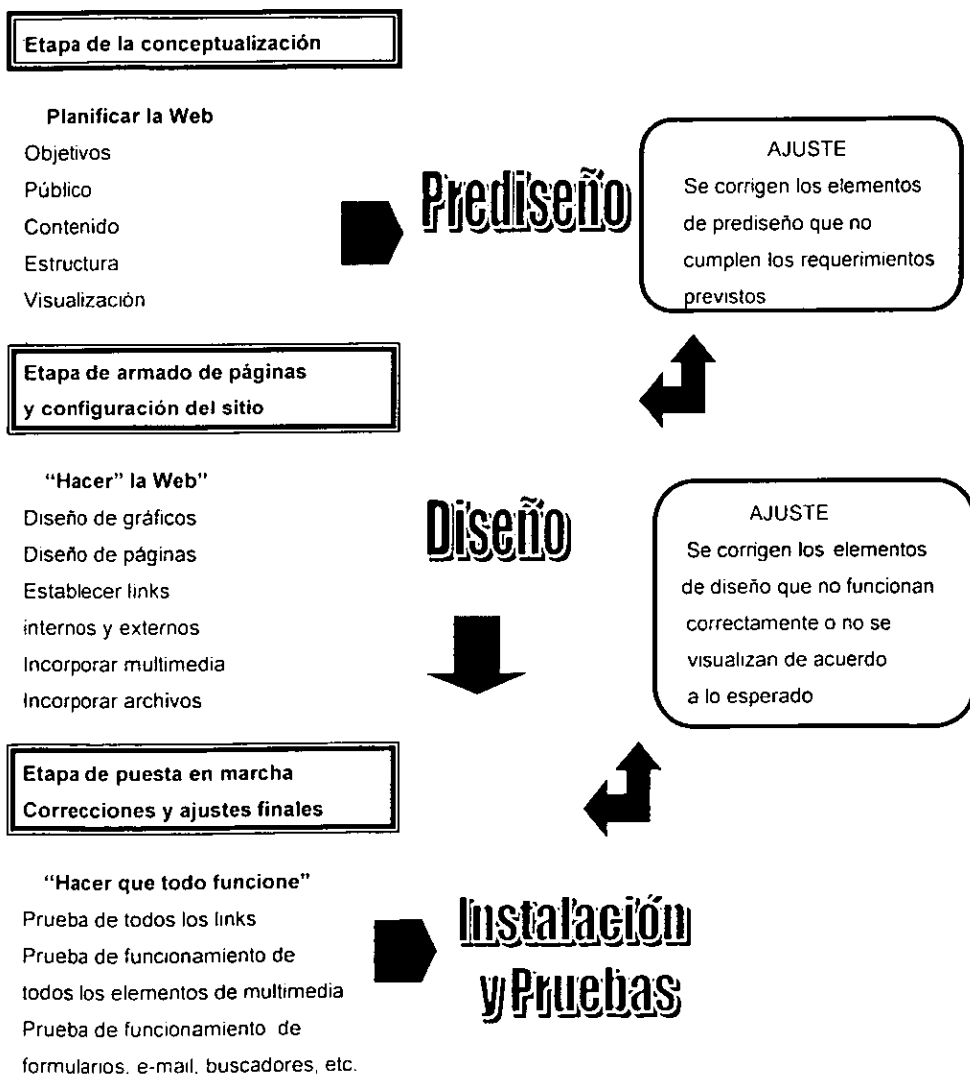 Etapa de la conceptualización
Planificar la Web
Objetivos
Público
Contenido
Estructura
Visualización
Prediseño
AJUSTE
Se corrigen los elementos
de prediseño que no
cumplen los requerimientos
previstos
Etapa de armado de páginas
y configuración del sitio
“Hacer” la Web”
Diseño de gráficos
Diseño de páginas
Establecer links
internos y externos
Incorporar multimedia
Incorporar archivos
Diseño
AJUSTE
Se corrigen los elementos
de diseño que no funcionan
correctamente o no se
visualizan de acuerdo
a lo esperado
Etapa de puesta en marcha
Correcciones y ajustes finales
“Hacer que todo funcione”
Prueba de todos los links
Prueba de funcionamiento de
todos los elementos de multimedia
Prueba de funcionamiento de
formularios, e-mail, buscadores, etc.
Instalación
y Pruebas